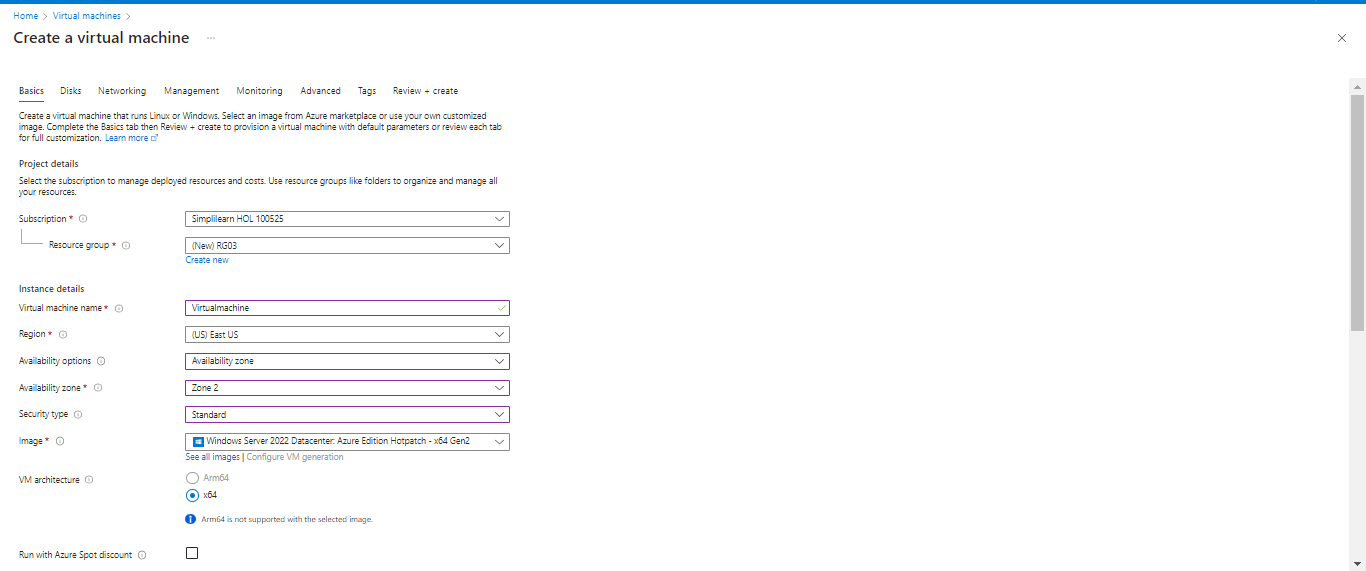 Home > Virtual machines >
Create a virtual machine ...
Basics Disks Networking Management Monitoring Advanced Tags Review + create
Create a virtual machine that runs Linux or Windows. Select an image from Azure marketplace or use your own customized
image. Complete the Basics tab then Review + create to provision a virtual machine with default parameters or review each tab
for full customization. Learn more
Project details
Select the subscription to manage deployed resources and costs. Use resource groups like folders to organize and manage all
your resources.
Subscription * Simplilearn HOL 100525
Resource group * (New) RG03
Create new
Instance details
Virtual machine name * Virtualmachine
Region * (US) East US
Availability options Availability zone
Availability zone * Zone 2
Security type Standard
Image * Windows Server 2022 Datacenter: Azure Edition Hotpatch - x64 Gen2
See all images | Configure VM generation
VM architecture Arm64
x64
Arm64 is not supported with the selected image.
Run with Azure Spot discount